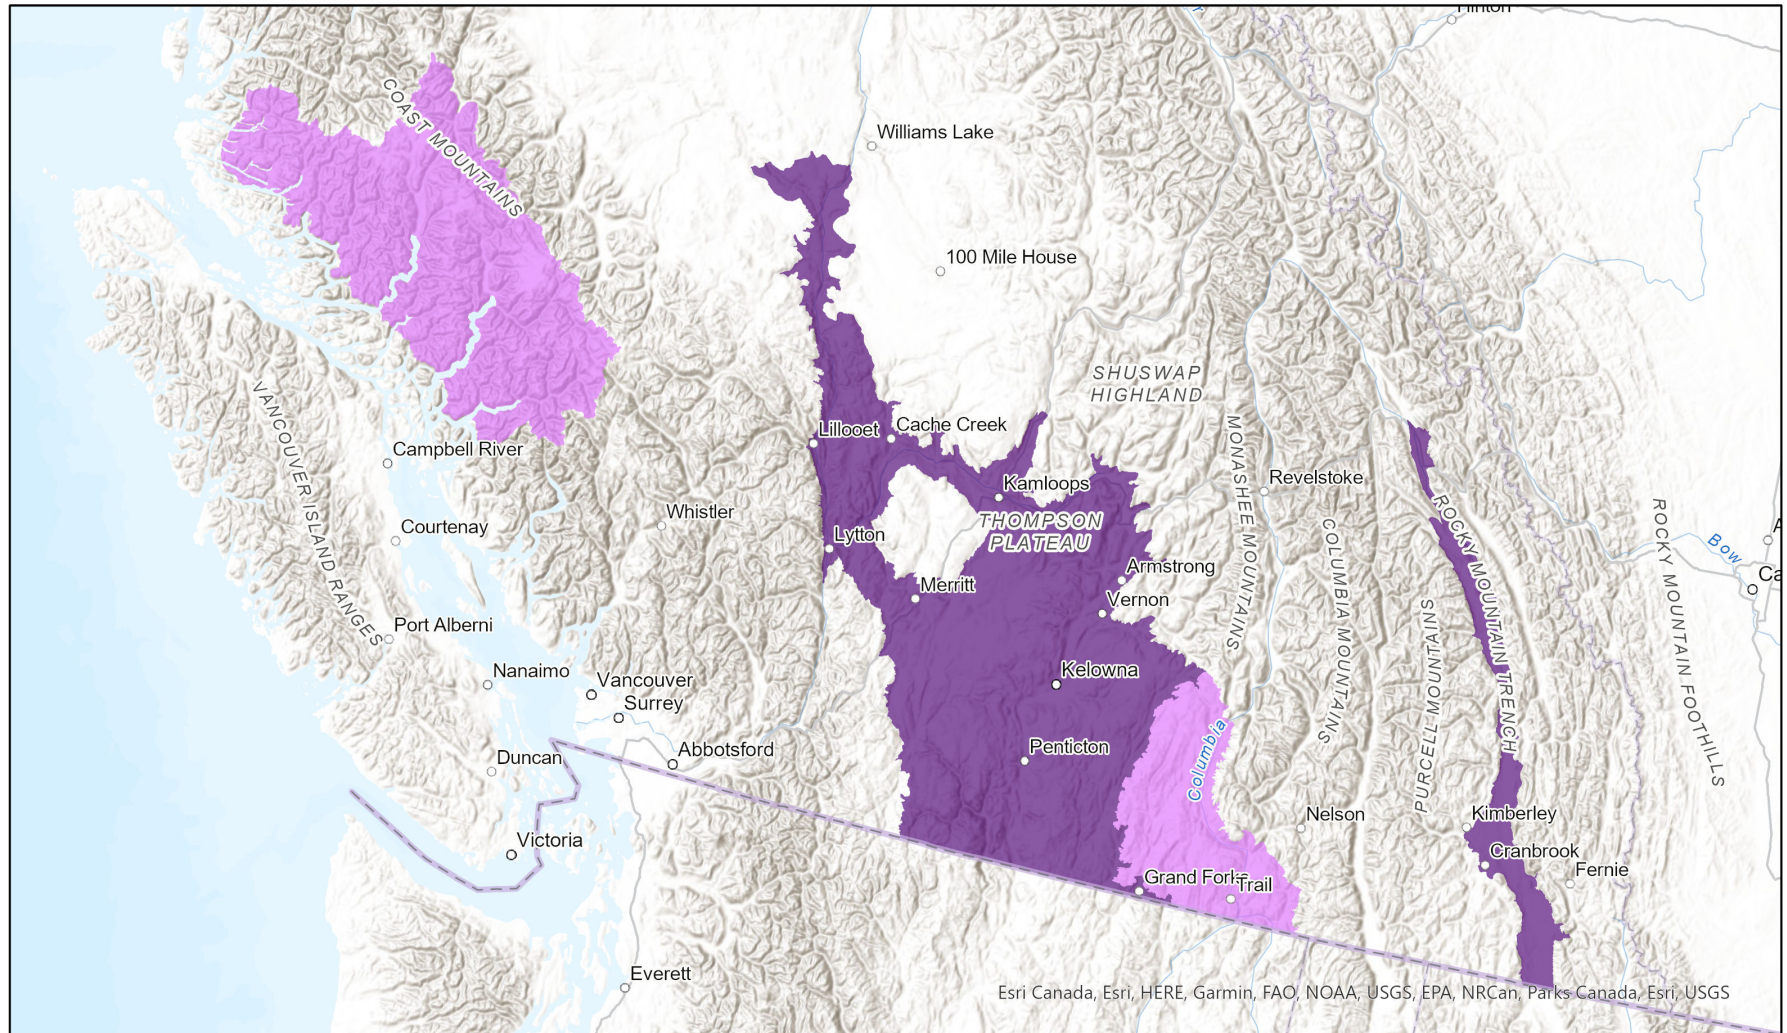 Hinton
COAST MOUNTAINS
Williams Lake
100 Mile House
SHUSWAP
HIGHLAND
VANCOUVER ISLAND RANGES
Campbell River
Lillooet
Cache Creek
MONASHEE MOUNTAINS
Revelstoke
Kamloops
ROCKY MOUNTAIN TRENCH
ROCKY MOUNTAIN FOOTHILLS
Whistler
THOMPSON
PLATEAU
COLUMBIA MOUNTAINS
Courtenay
Lytton
Bow
Armstrong
Merritt
Vernon
PURCELL MOUNTAINS
Port Alberni
Nanaimo
Vancouver
Kelowna
Surrey
Columbia
Abbotsford
Penticton
Duncan
Nelson
Kimberley
Victoria
Cranbrook
Grand Forks
Trail
Fernie
Everett
Esri Canada, Esri, HERE, Garmin, FAO, NOAA, USGS, EPA, NRCan, Parks Canada, Esri, USGS